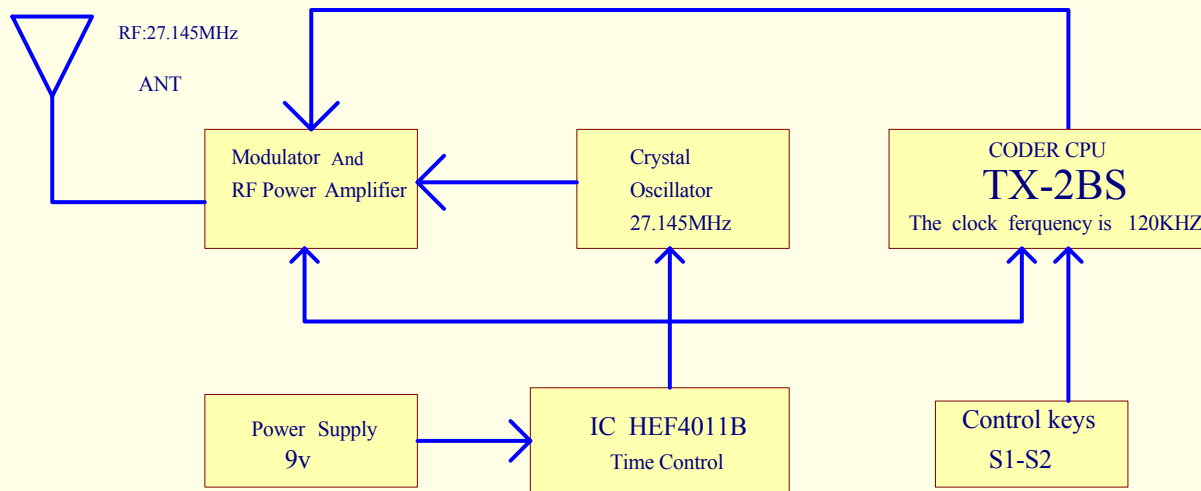 RF:27.145MHz
ANT
Modulator And
RF Power Amplifier
Crystal
Oscillator
27.145MHz
CODER CPU
TX-2BS
The clock ferquency is 120KHZ
Power Supply
9v
IC HEF4011B
Time Control
Control keys
S1-S2